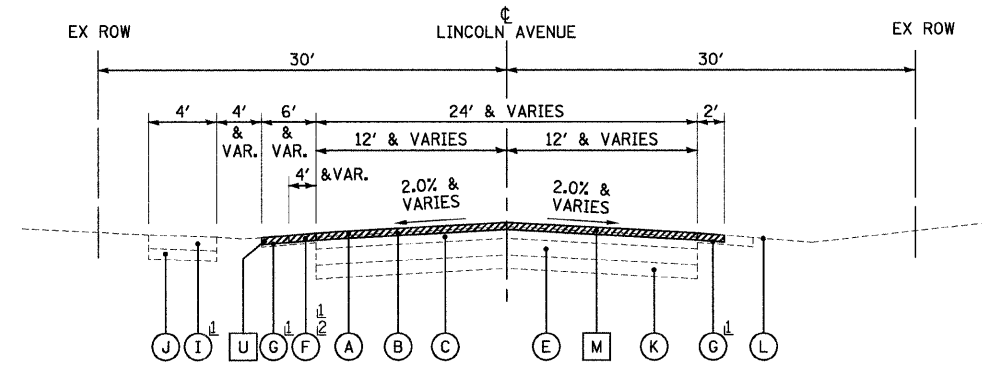 ℄
EX ROW
LINCOLN AVENUE
EX ROW
30'
30'
4'
4'
&
VAR.
6'
&
VAR.
24' & VARIES
2'
12' & VARIES
12' & VARIES
4' &VAR.
2.0% &
VARIES
2.0% &
VARIES
J
I 1
U
G 1
F 1
2
A
B
C
E
M
K
G 1
L